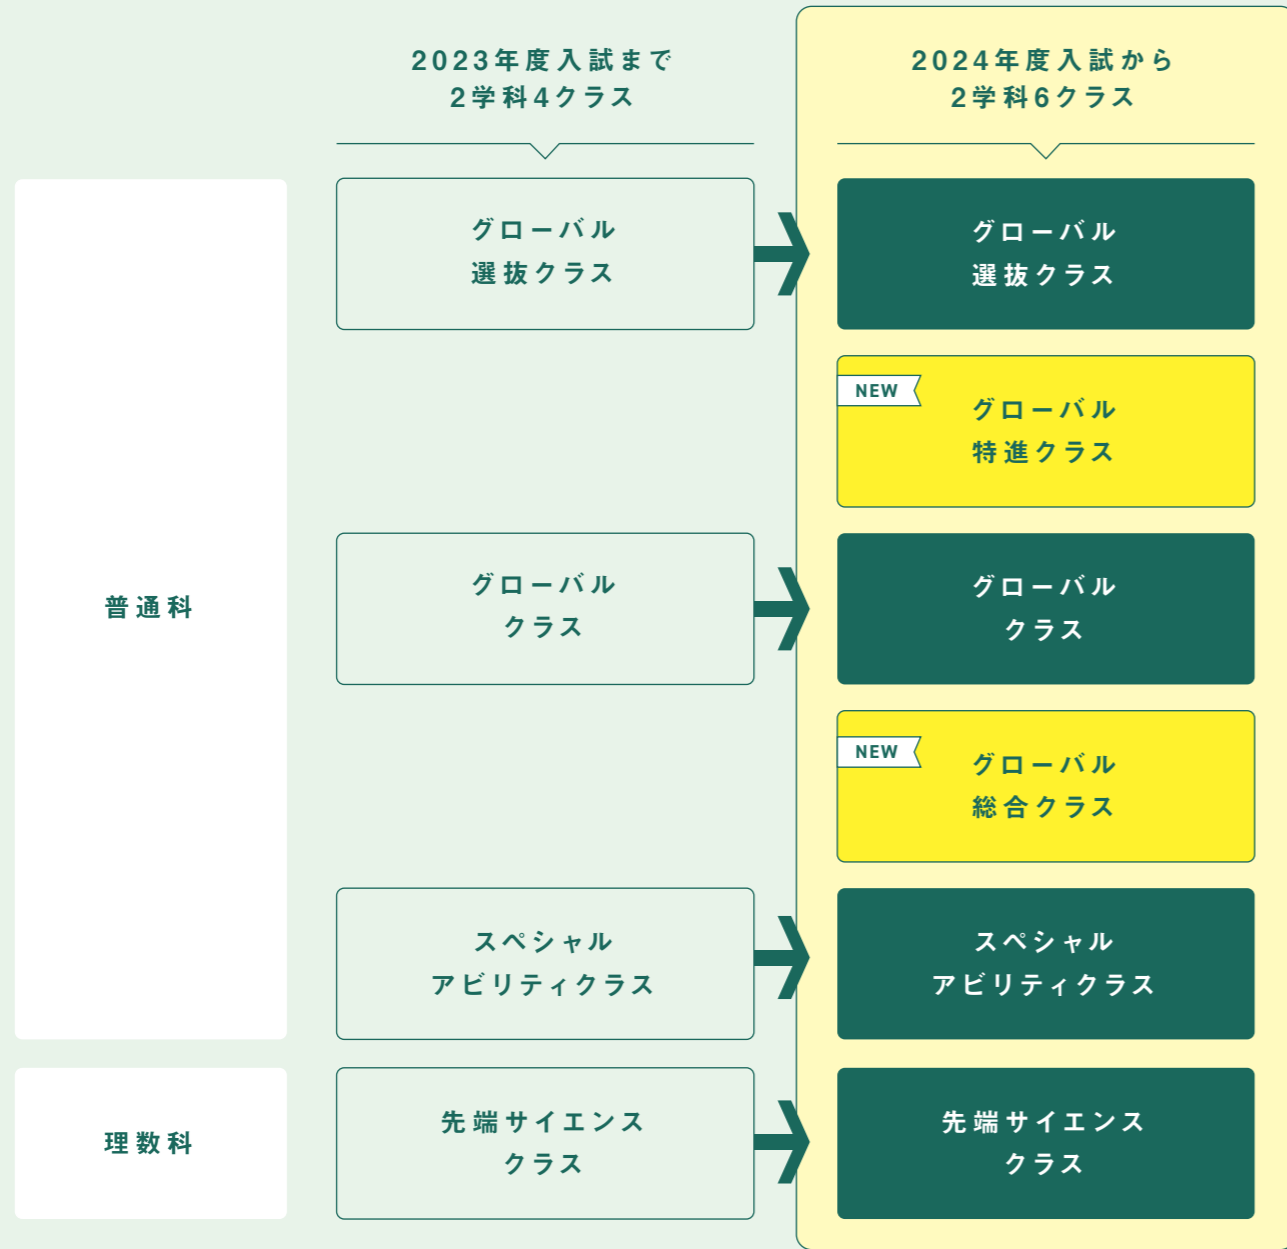 2023年度入試まで
2学科4クラス
2024年度入試から
2学科6クラス
普通科
グローバル
選抜クラス
グローバル
選抜クラス
NEW
グローバル
特進クラス
グローバル
クラス
グローバル
クラス
NEW
グローバル
総合クラス
スペシャル
アビリティクラス
スペシャル
アビリティクラス
理数科
先端サイエンス
クラス
先端サイエンス
クラス